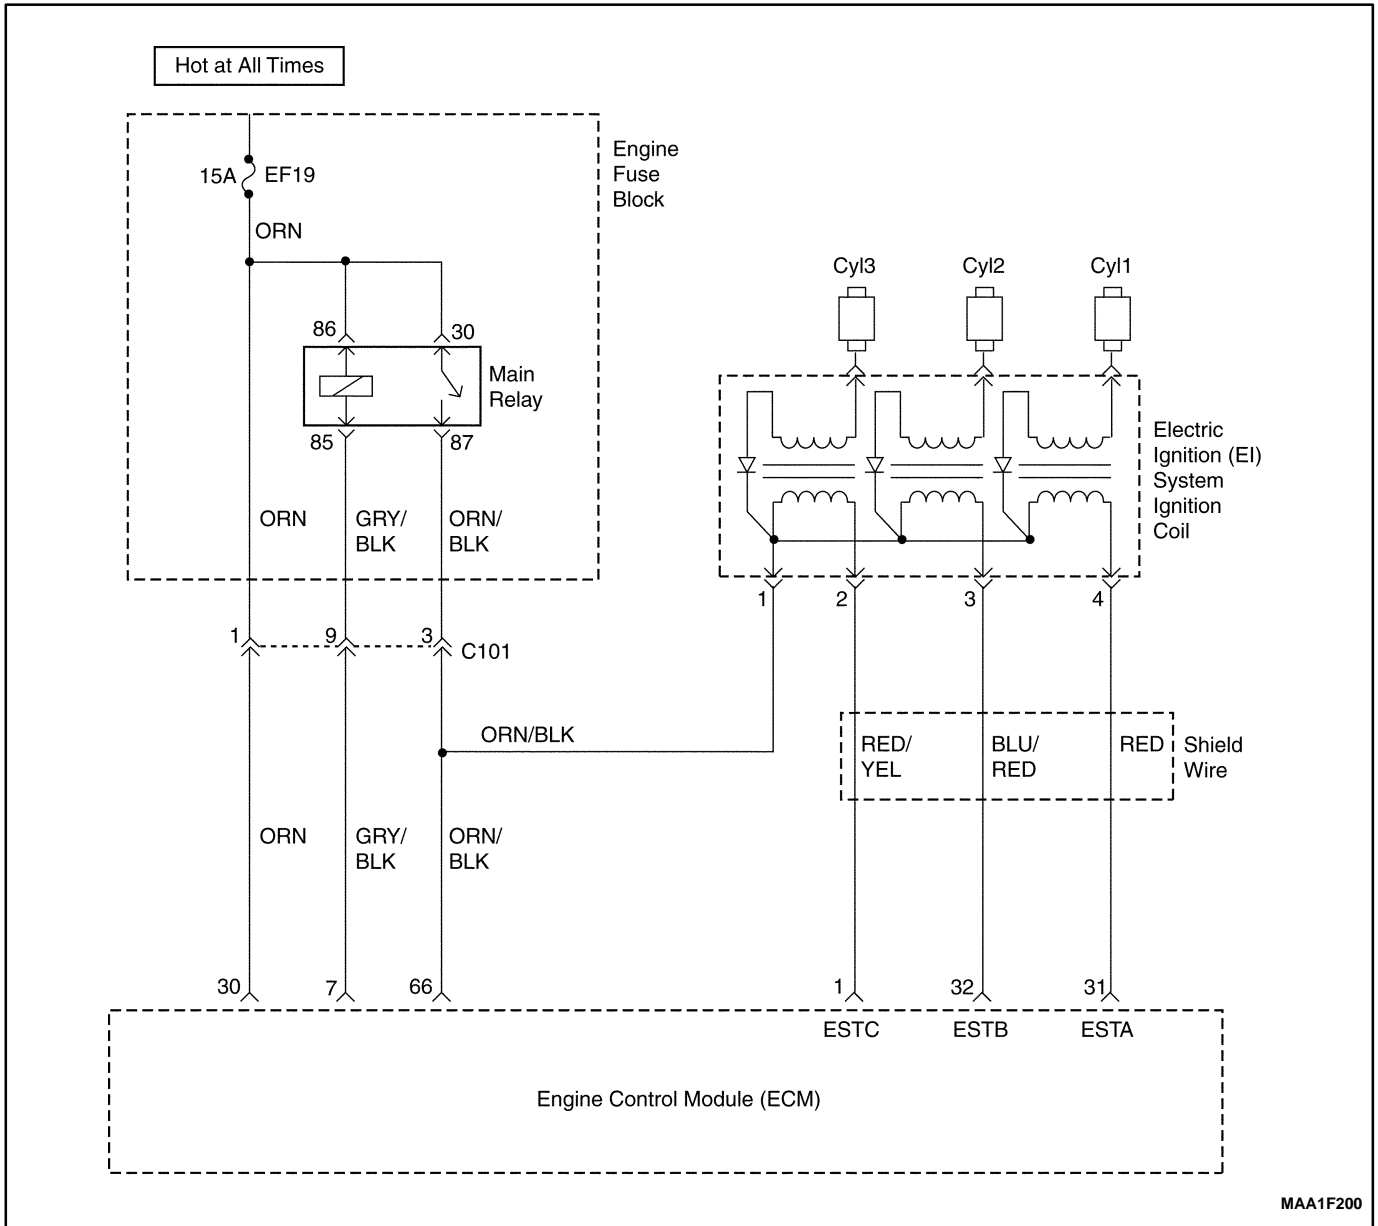 Hot at All Times
Engine
Fuse
Block
15A EF19
ORN
Cyl3 Cyl2 Cyl1
86 30
Main
Relay
85 87
Electric
Ignition (EI)
System
Ignition
Coil
ORN GRY/ ORN/
BLK BLK
1 2 3 4
1 9 3 C101
ORN/BLK
RED/ BLU/ RED Shield
YEL RED Wire
ORN GRY/ ORN/
BLK BLK
30 7 66 1 32 31
ESTC ESTB ESTA
Engine Control Module (ECM)
MAA1F200